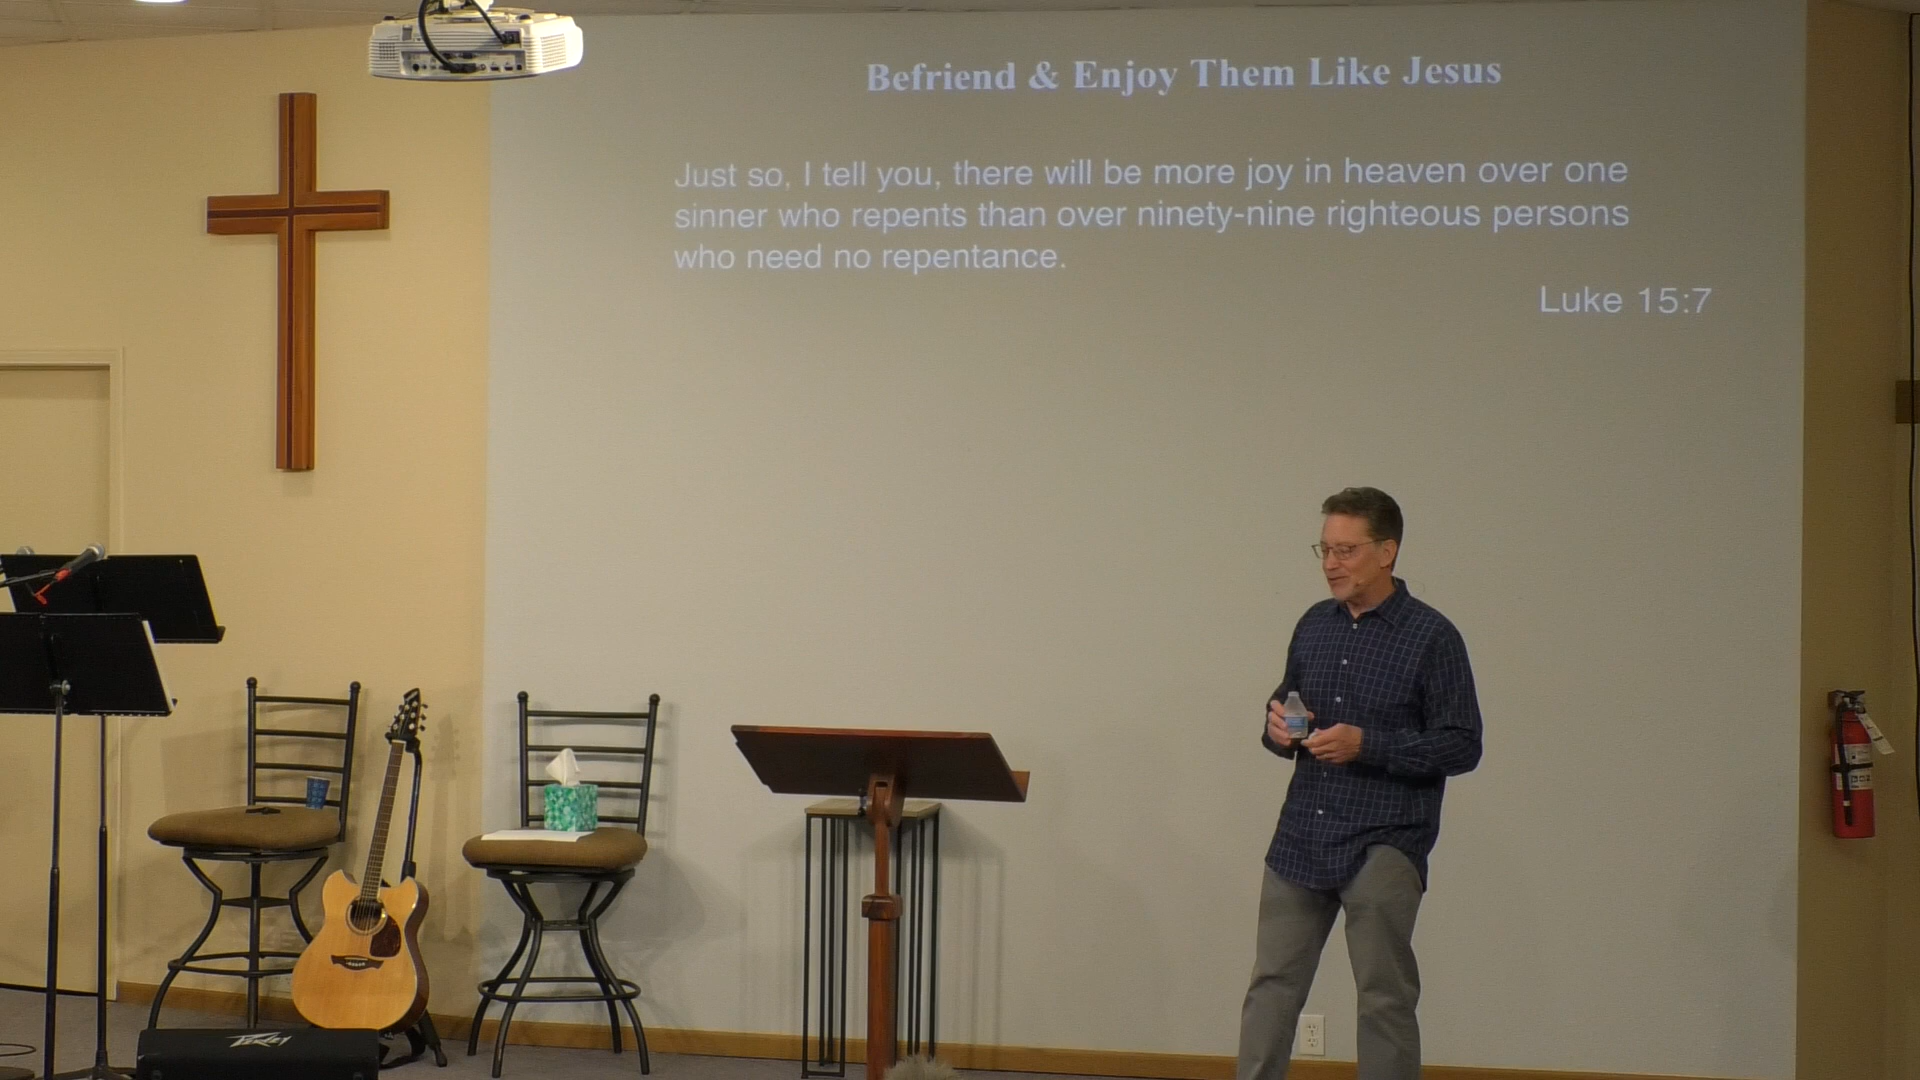 Befriend & Enjoy Them Like Jesus
Just so, I tell you, there will be more joy in heaven over one
sinner who repents than over ninety-nine righteous persons
who need no repentance.
Luke 15:7
Peavey